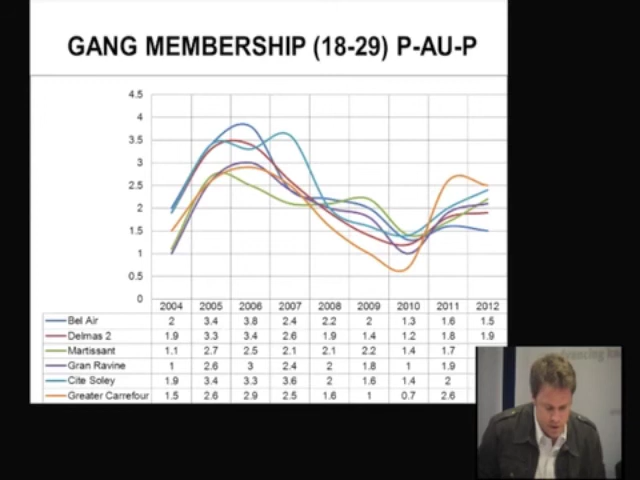 GANG MEMBERSHIP (18-29) P-AU-P
4.5
4
3.5
3
2.5
2
1.5
1
0.5
0
2004 2005 2006 2007 2008 2009 2010 2011 2012
Bel Air 2 3.4 3.8 2.4 2.2 2 1.3 1.6 1.5
Delmas 2 1.9 3.3 3.4 2.6 1.9 1.4 1.2 1.8 1.9
Martissant 1.1 2.7 2.5 2.1 2.1 2.2 1.4 1.7
Gran Ravine 1 2.6 3 2.4 2 1.8 1 1.9
Cite Soley 1.9 3.4 3.3 3.6 2 1.6 1.4 2
Greater Carrefour 1.5 2.6 2.9 2.5 1.6 1 0.7 2.6